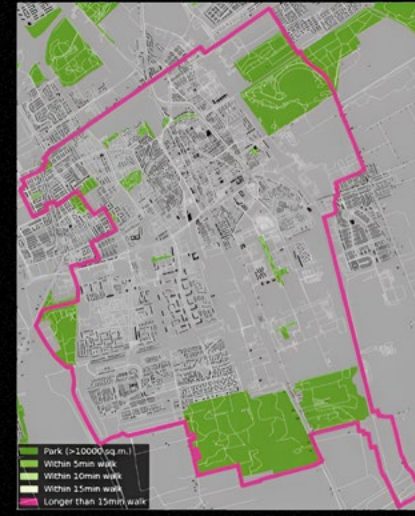 Park (>10000 sq.m.)
Within 5min walk
Within 10min walk
Within 15min walk
Longer than 15min walk